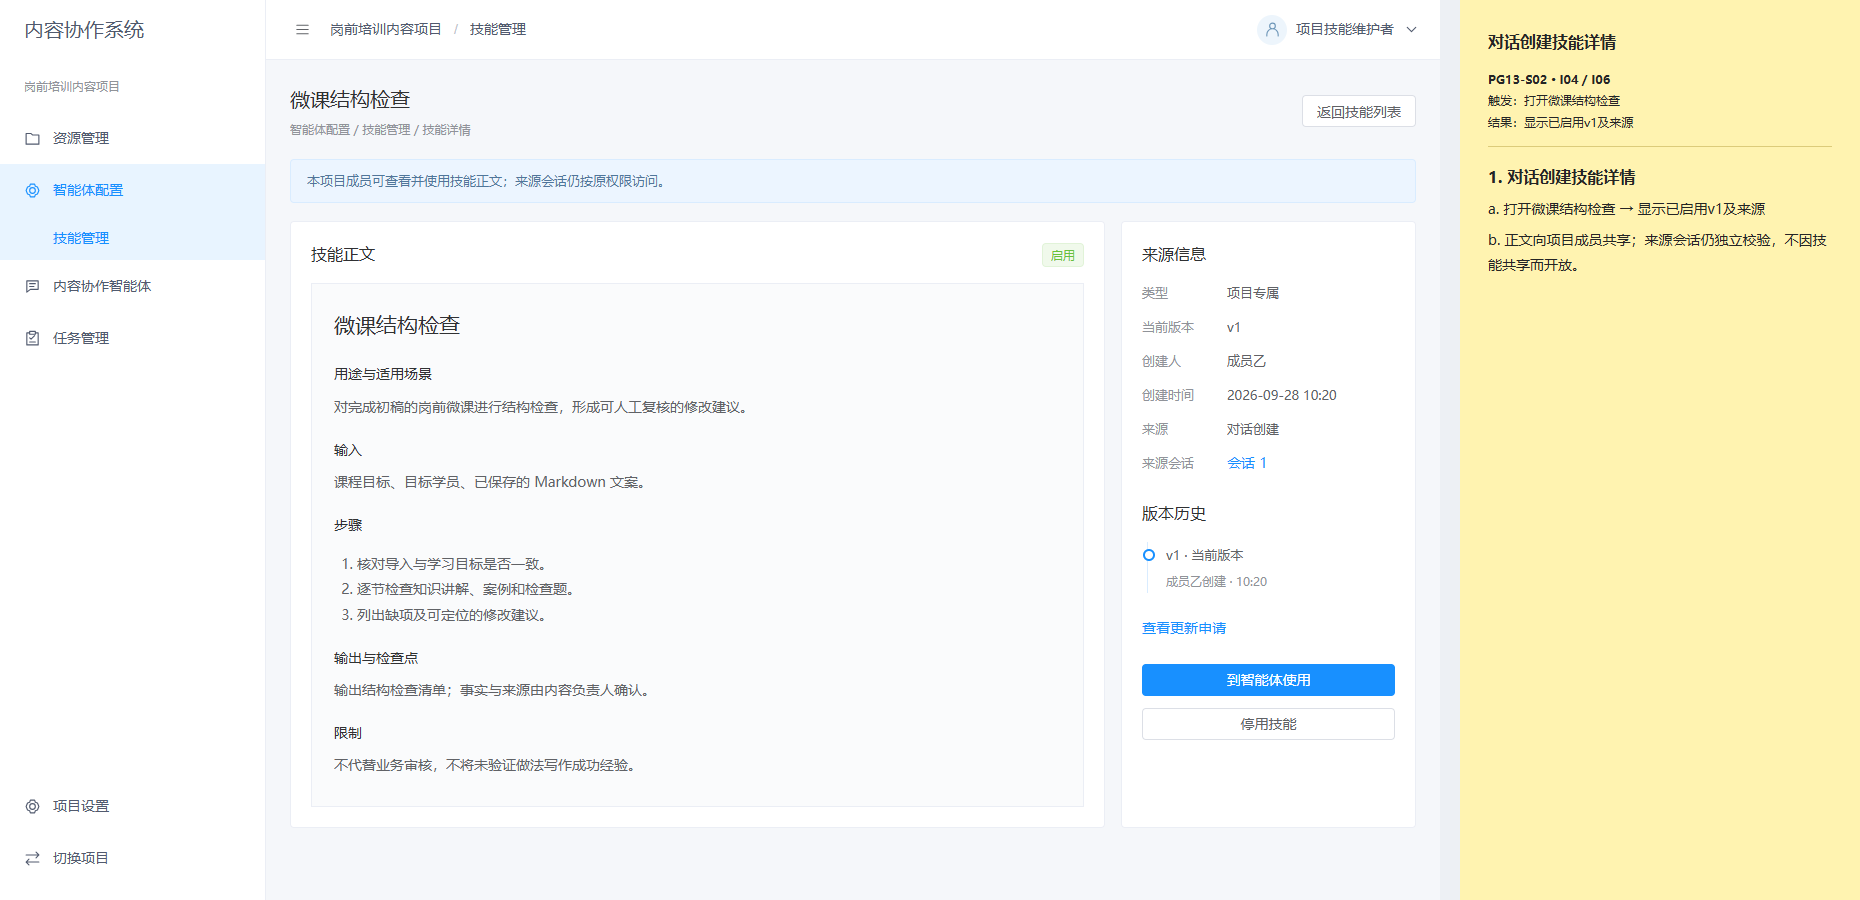 内容协作系统
岗前培训内容项目
资源管理
智能体配置
技能管理
内容协作智能体
任务管理
项目设置
切换项目
岗前培训内容项目 / 技能管理
项目技能维护者
微课结构检查
智能体配置 / 技能管理 / 技能详情
返回技能列表
本项目成员可查看并使用技能正文；来源会话仍按原权限访问。
技能正文
启用
微课结构检查
用途与适用场景
对完成初稿的岗前微课进行结构检查，形成可人工复核的修改建议。
输入
课程目标、目标学员、已保存的 Markdown 文案。
步骤
1. 核对导入与学习目标是否一致。
2. 逐节检查知识讲解、案例和检查题。
3. 列出缺项及可定位的修改建议。
输出与检查点
输出结构检查清单；事实与来源由内容负责人确认。
限制
不代替业务审核，不将未验证做法写作成功经验。
来源信息
类型 项目专属
当前版本 v1
创建人 成员乙
创建时间 2026-09-28 10:20
来源 对话创建
来源会话 会话 1
版本历史
v1 · 当前版本
成员乙创建 · 10:20
查看更新申请
到智能体使用
停用技能
对话创建技能详情
PG13-S02 • I04 / I06
触发：打开微课结构检查
结果：显示已启用v1及来源
1. 对话创建技能详情
a. 打开微课结构检查 → 显示已启用v1及来源
b. 正文向项目成员共享；来源会话仍独立校验，不因技
能共享而开放。